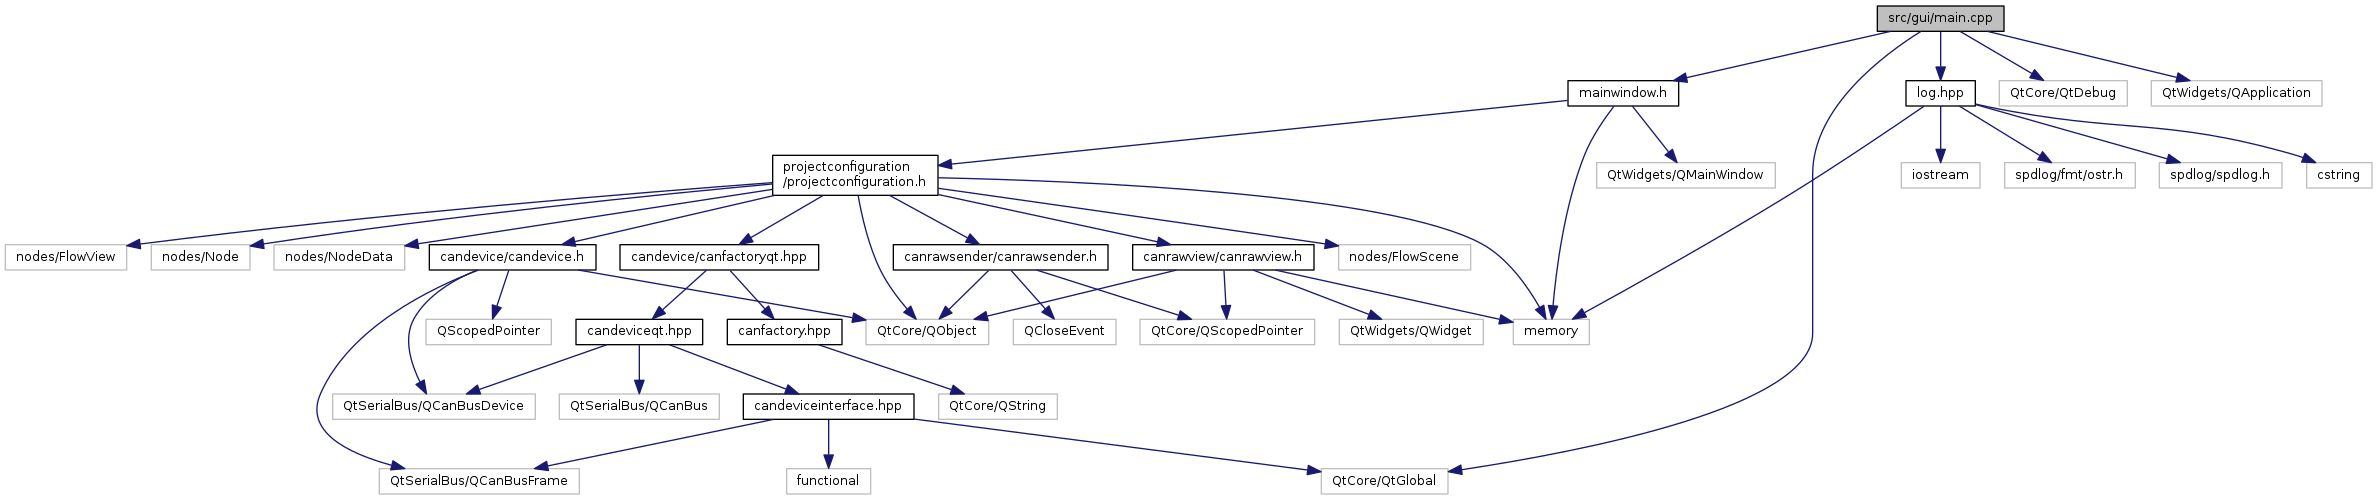 src/gui/main.cpp
mainwindow.h
log.hpp
QtCore/QtDebug
QtWidgets/QApplication
projectconfiguration
/projectconfiguration.h
QtWidgets/QMainWindow
iostream
spdlog/fmt/ostr.h
spdlog/spdlog.h
cstring
nodes/FlowView
nodes/Node
nodes/NodeData
candevice/candevice.h
candevice/canfactoryqt.hpp
canrawsender/canrawsender.h
canrawview/canrawview.h
nodes/FlowScene
QScopedPointer
candeviceqt.hpp
canfactory.hpp
QtCore/QObject
QCloseEvent
QtCore/QScopedPointer
QtWidgets/QWidget
memory
QtSerialBus/QCanBusDevice
QtSerialBus/QCanBus
candeviceinterface.hpp
QtCore/QString
QtSerialBus/QCanBusFrame
functional
QtCore/QtGlobal